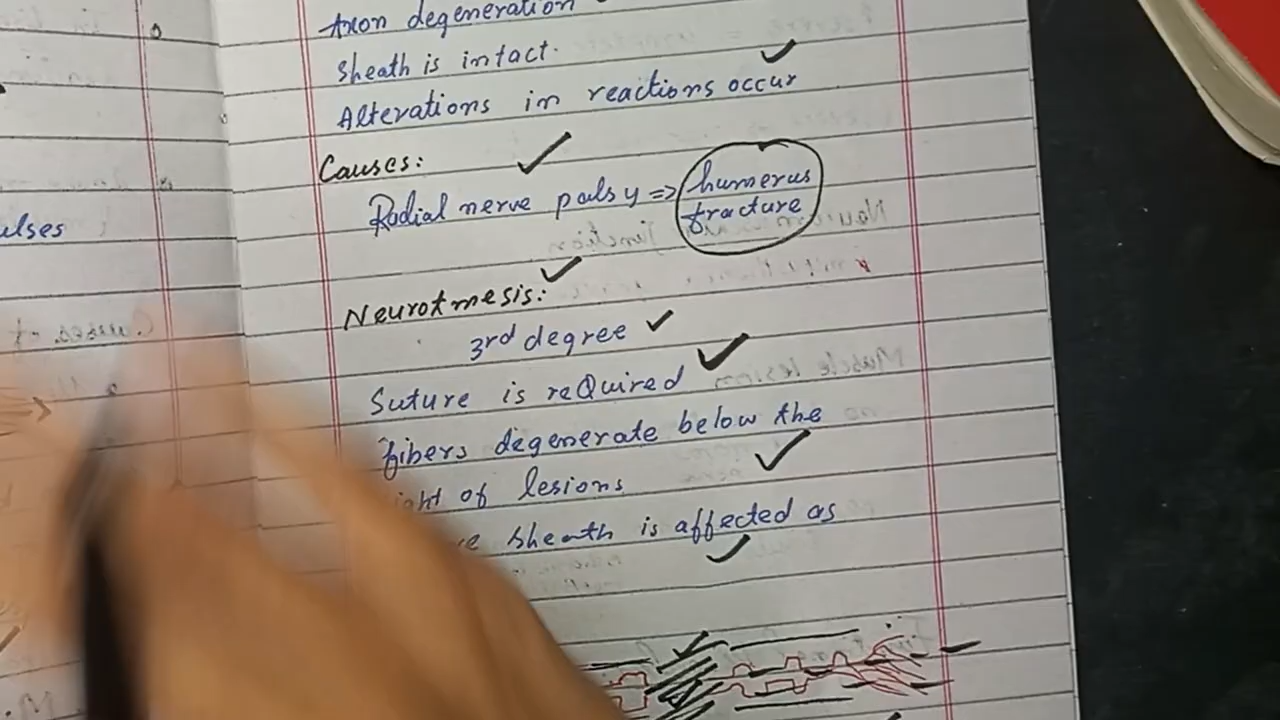 Axon degeneration
Sheath is intact.
Alterations in reactions occur
Causes:
Radial nerve palsy => humerus
fracture
ulses
Neurotmesis:
3rd degree
Suture is required
fibers degenerate below the
of lesions
sheath is affected as